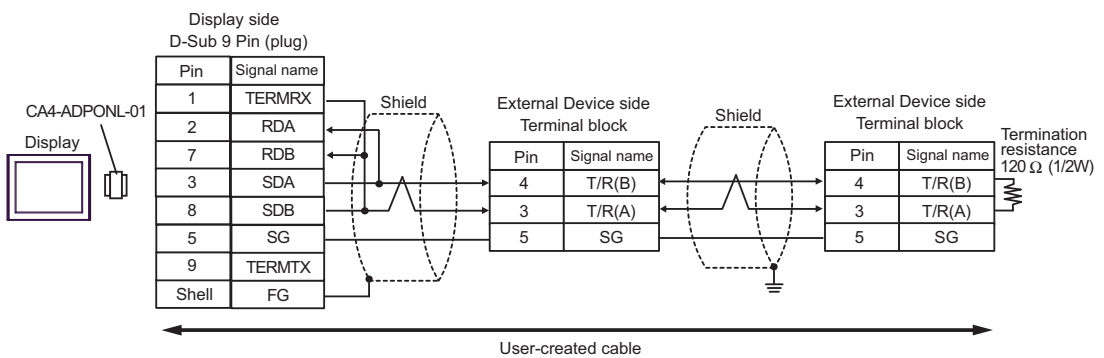 Display side
D-Sub 9 Pin (plug)
Pin Signal name
1 TERMRX
2 RDA
7 RDB
3 SDA
8 SDB
5 SG
9 TERMTX
Shell FG
CA4-ADPONL-01
Display
Shield
External Device side
Terminal block
Pin Signal name
4 T/R(B)
3 T/R(A)
5 SG
Shield
External Device side
Terminal block
Pin Signal name
4 T/R(B)
3 T/R(A)
5 SG
Termination
resistance
120 Ω (1/2W)
User-created cable